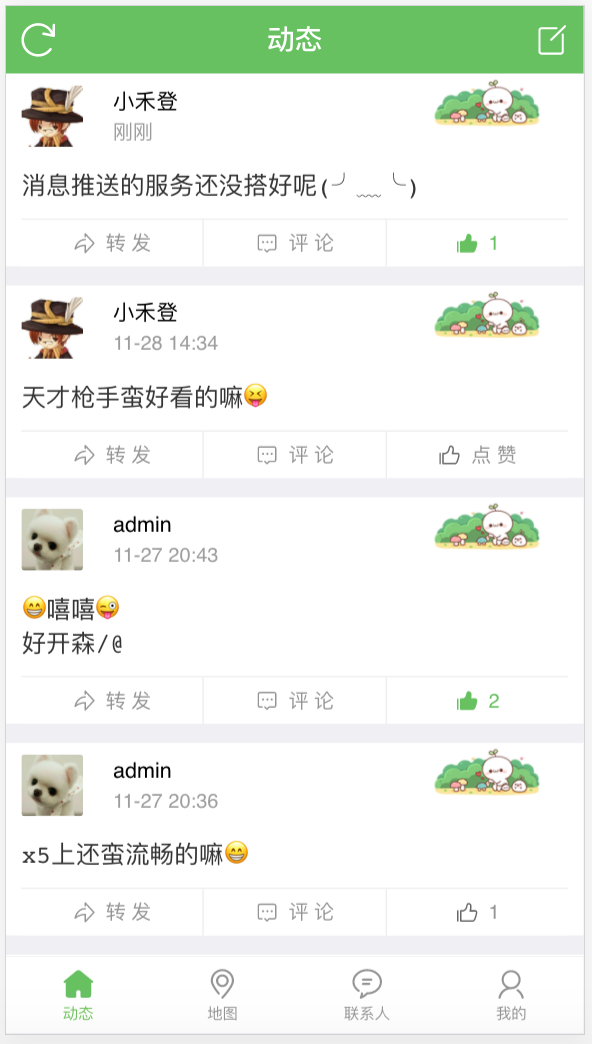 动态
小禾登
刚刚
消息推送的服务还没搭好呢(╯﹏╰)
转发 评论 1
小禾登
11-28 14:34
天才枪手蛮好看的嘛😝
转发 评论 点赞
admin
11-27 20:43
😁嘻嘻😜
好开森/@
转发 评论 2
admin
11-27 20:36
x5上还蛮流畅的嘛😁
转发 评论 1
动态 地图 联系人 我的